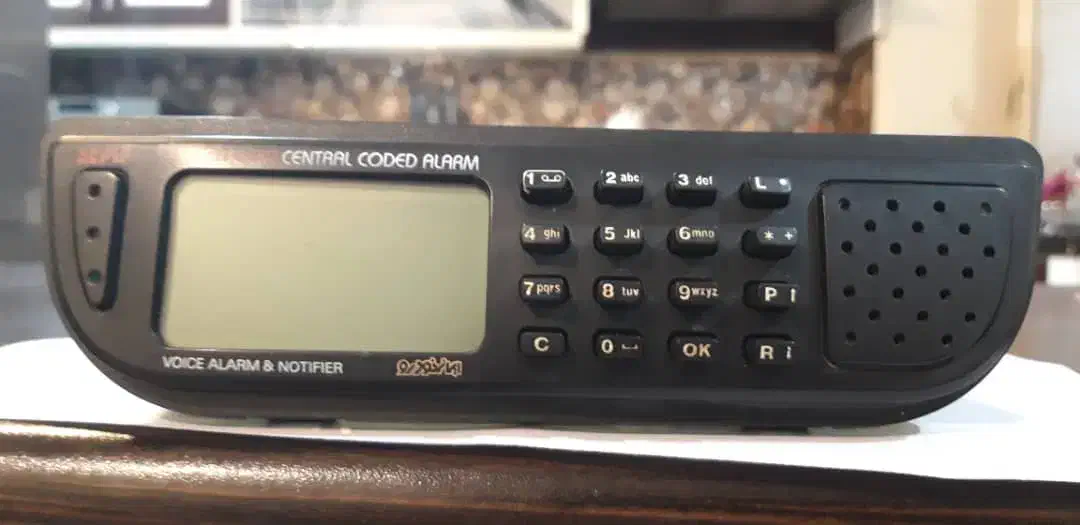 CENTRAL CODED ALARM
1
2 abc
3 def
L
4 ghi
5 Jkl
6 mno
* +
7 pqrs
8 tuv
9 wxyz
P
C
0
OK
R
VOICE ALARM & NOTIFIER